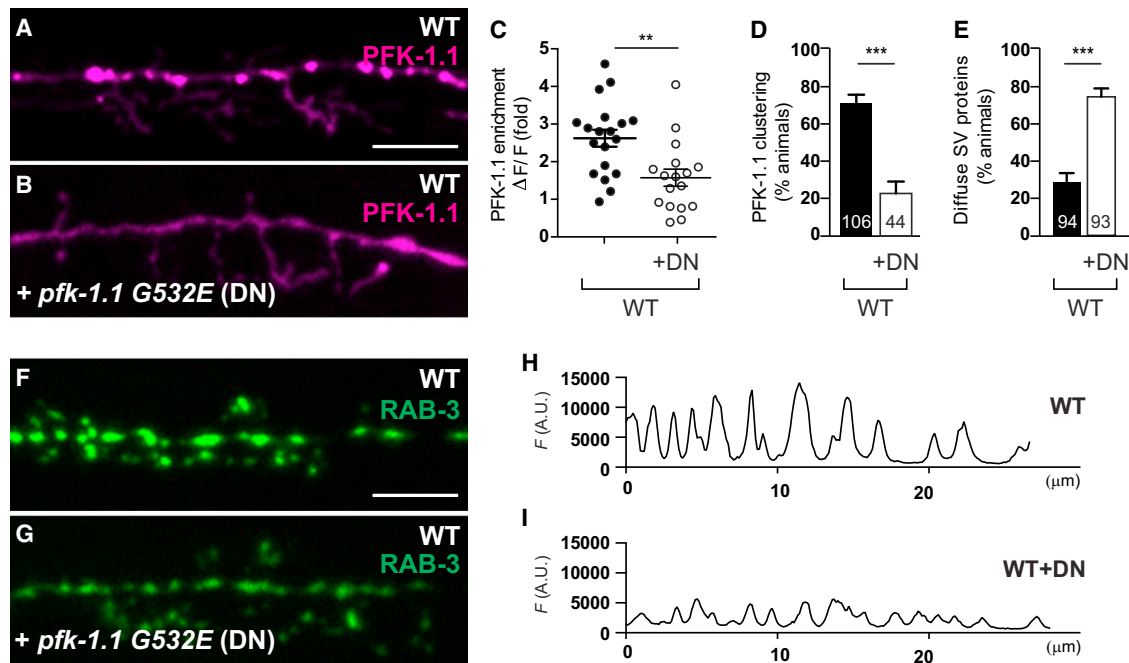 A
WT
PFK-1.1
B
WT
PFK-1.1
+ pfk-1.1 G532E (DN)
C
**
PFK-1.1 enrichment
Δ F/ F (fold)
5
4
3
2
1
0
+DN
WT
D
***
PFK-1.1 clustering
(% animals)
100
80
60
40
20
0
106
44
+DN
WT
E
***
Diffuse SV proteins
(% animals)
100
80
60
40
20
0
94
93
+DN
WT
F
WT
RAB-3
G
WT
RAB-3
+ pfk-1.1 G532E (DN)
H
WT
F (A.U.)
15000
10000
5000
0
0
10
20
(μm)
I
WT+DN
F (A.U.)
15000
10000
5000
0
0
10
20
(μm)